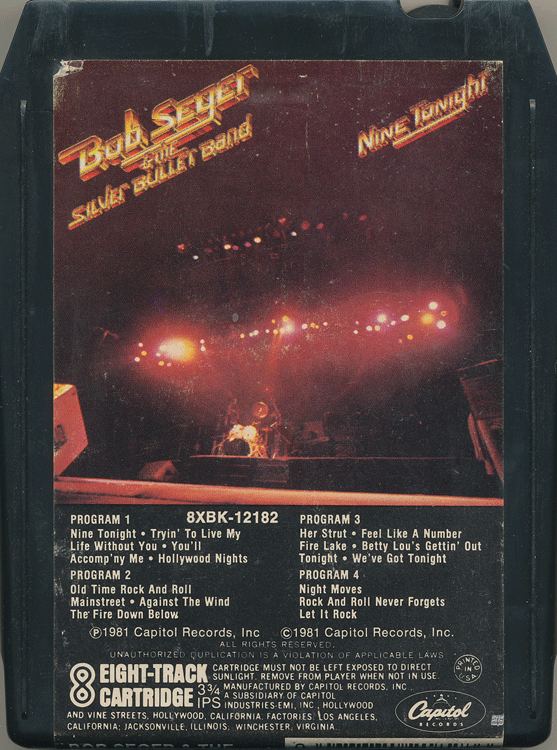 Bob Seger
& the
Silver Bullet Band
Nine Tonight
PROGRAM 1
Nine Tonight • Tryin' To Live My
Life Without You • You'll
Accomp'ny Me • Hollywood Nights
PROGRAM 2
Old Time Rock And Roll
Mainstreet • Against The Wind
The Fire Down Below
8XBK-12182
PROGRAM 3
Her Strut • Feel Like A Number
Fire Lake • Betty Lou's Gettin' Out
Tonight • We've Got Tonight
PROGRAM 4
Night Moves
Rock And Roll Never Forgets
Let It Rock
℗1981 Capitol Records, Inc ©1981 Capitol Records, Inc.
ALL RIGHTS RESERVED.
UNAUTHORIZED DUPLICATION IS A VIOLATION OF APPLICABLE LAWS
8 EIGHT-TRACK
CARTRIDGE 3¾
IPS
CARTRIDGE MUST NOT BE LEFT EXPOSED TO DIRECT
SUNLIGHT. REMOVE FROM PLAYER WHEN NOT IN USE.
MANUFACTURED BY CAPITOL RECORDS, INC.,
A SUBSIDIARY OF CAPITOL
INDUSTRIES-EMI, INC., HOLLYWOOD
AND VINE STREETS, HOLLYWOOD, CALIFORNIA. FACTORIES: LOS ANGELES,
CALIFORNIA; JACKSONVILLE, ILLINOIS; WINCHESTER, VIRGINIA.
PRINTED
IN
USA
Capitol
RECORDS
BOB SEGER & THE